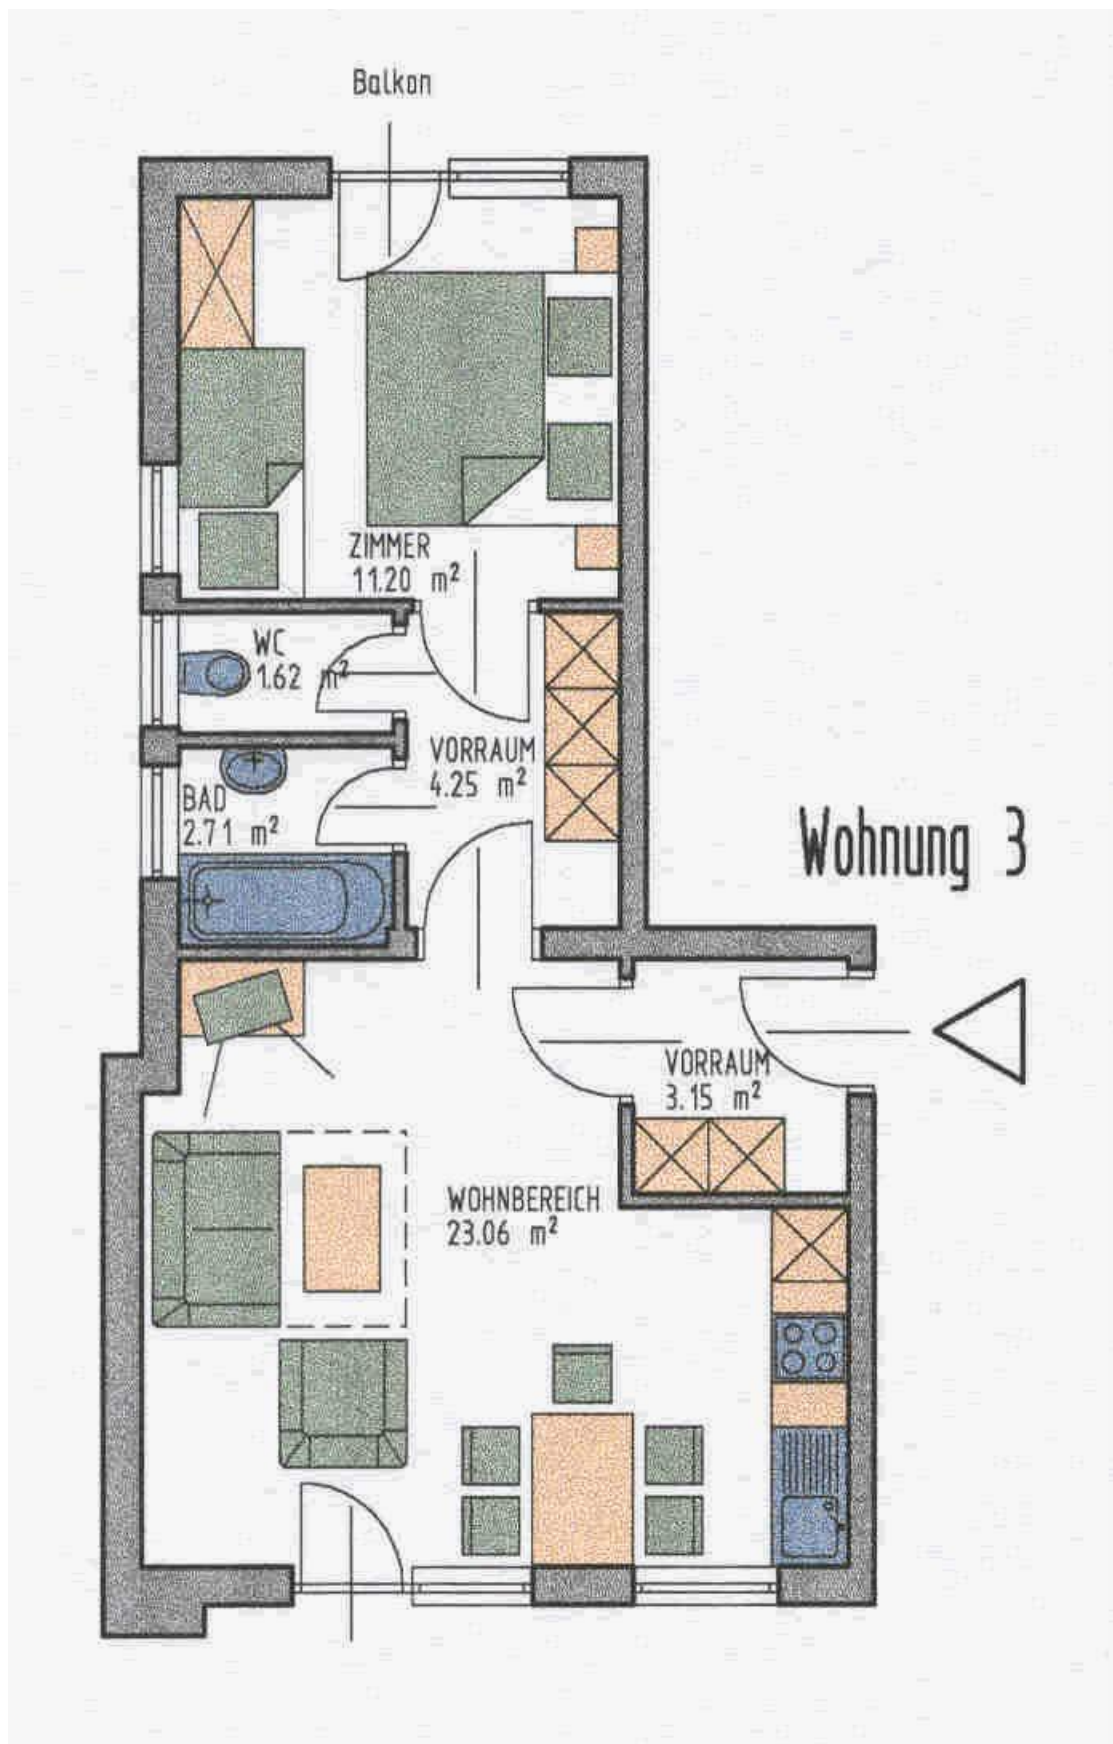 Balkon
ZIMMER
11.20 m²
WC
1.62 m²
VORRAUM
4.25 m²
BAD
2.71 m²
Wohnung 3
VORRAUM
3.15 m²
WOHNBEREICH
23.06 m²